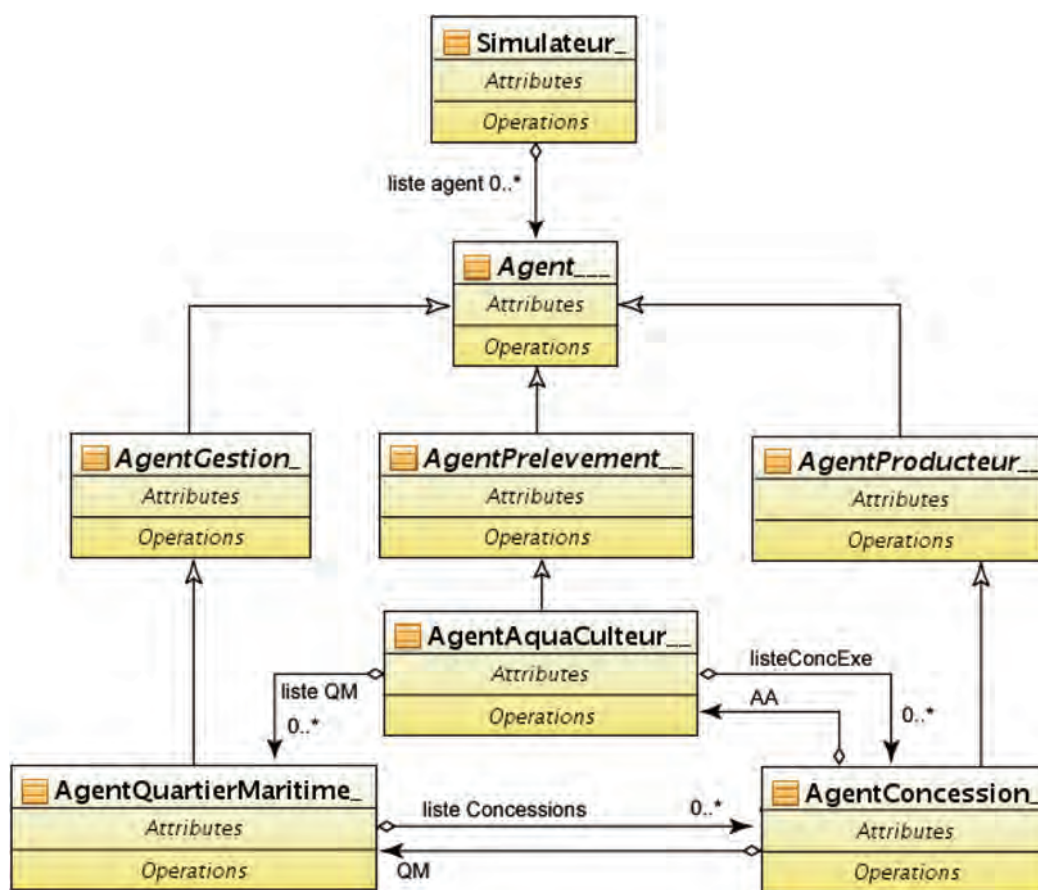 Simulateur_
Attributes
Operations
liste agent 0..*
Agent___
Attributes
Operations
AgentGestion_
Attributes
Operations
AgentPrelevement__
Attributes
Operations
AgentProducteur__
Attributes
Operations
AgentAquaCulteur__
Attributes
Operations
liste QM
0..*
listeConcExe
AA
0..*
AgentQuartierMaritime_
Attributes
Operations
liste Concessions
0..*
QM
AgentConcession_
Attributes
Operations